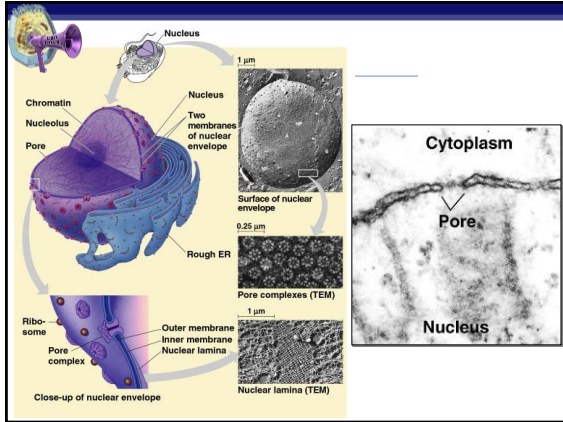 Nucleus
1 µm
Chromatin
Nucleolus
Pore
Nucleus
Two
membranes
of nuclear
envelope
Surface of nuclear
envelope
Rough ER
0.25 µm
Pore complexes (TEM)
Ribo-
some
Pore
complex
Outer membrane
Inner membrane
Nuclear lamina
Close-up of nuclear envelope
1 µm
Nuclear lamina (TEM)
Cytoplasm
Pore
Nucleus